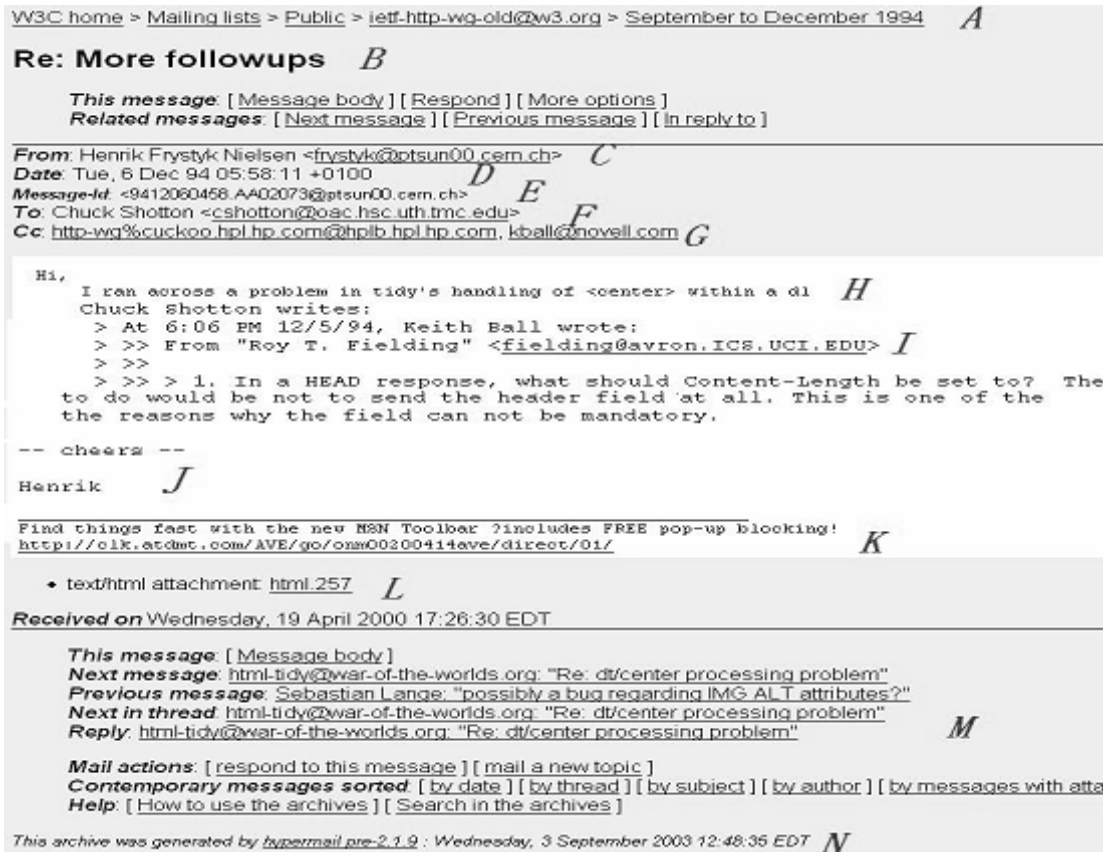 W3C home > Mailing lists > Public > ietf-http-wg-old@w3.org > September to December 1994 A
Re: More followups B
This message: [ Message body ] [ Respond ] [ More options ]
Related messages: [ Next message ] [ Previous message ] [ In reply to ]
From: Henrik Frystyk Nielsen <frystyk@ptsun00.cern.ch> C
Date: Tue, 6 Dec 94 05:58:11 +0100 D
Message-Id: <9412060458.AA02073@ptsun00.cern.ch> E
To: Chuck Shotton <cshotton@oac.hsc.uth.tmc.edu> F
Cc: http-wg%cuckoo.hpl.hp.com@hplb.hpl.hp.com, kball@novell.com G
Hi,
I ran across a problem in tidy's handling of <center> within a dl H
Chuck Shotton writes:
> At 6:06 PM 12/5/94, Keith Ball wrote:
> >> From "Roy T. Fielding" <fielding@avron.ICS.UCI.EDU> I
> >>
> >> > 1. In a HEAD response, what should Content-Length be set to? The
to do would be not to send the header field at all. This is one of the
the reasons why the field can not be mandatory.
-- cheers --
Henrik J
Find things fast with the new MSN Toolbar ?includes FREE pop-up blocking!
http://clk.atdmt.com/AVE/go/onm00200414ave/direct/01/ K
• text/html attachment: html.257 L
Received on Wednesday, 19 April 2000 17:26:30 EDT
This message: [ Message body ]
Next message: html-tidy@war-of-the-worlds.org: "Re: dt/center processing problem"
Previous message: Sebastian Lange: "possibly a bug regarding IMG ALT attributes?"
Next in thread: html-tidy@war-of-the-worlds.org: "Re: dt/center processing problem"
Reply: html-tidy@war-of-the-worlds.org: "Re: dt/center processing problem" M
Mail actions: [ respond to this message ] [ mail a new topic ]
Contemporary messages sorted: [ by date ] [ by thread ] [ by subject ] [ by author ] [ by messages with atta
Help: [ How to use the archives ] [ Search in the archives ]
This archive was generated by hypermail pre-2.1.9 : Wednesday, 3 September 2003 12:48:35 EDT N